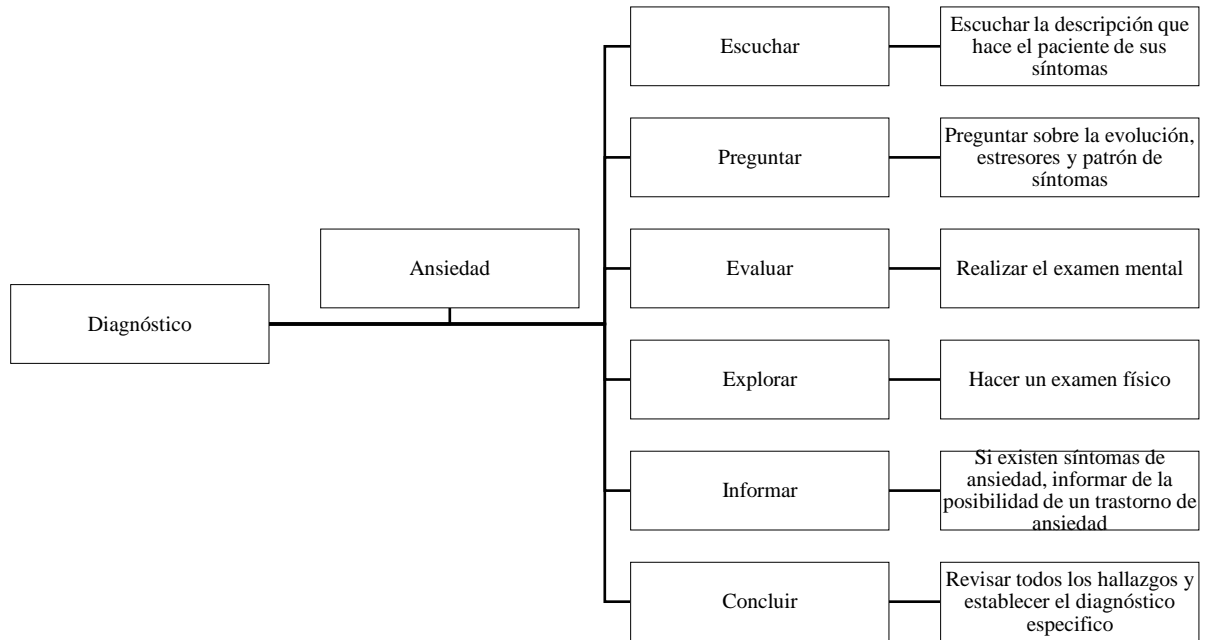 Diagnóstico
Ansiedad
Escuchar
Escuchar la descripción que
hace el paciente de sus
síntomas
Preguntar
Preguntar sobre la evolución,
estresores y patrón de
síntomas
Evaluar
Realizar el examen mental
Explorar
Hacer un examen físico
Informar
Si existen síntomas de
ansiedad, informar de la
posibilidad de un trastorno de
ansiedad
Concluir
Revisar todos los hallazgos y
establecer el diagnóstico
especifico